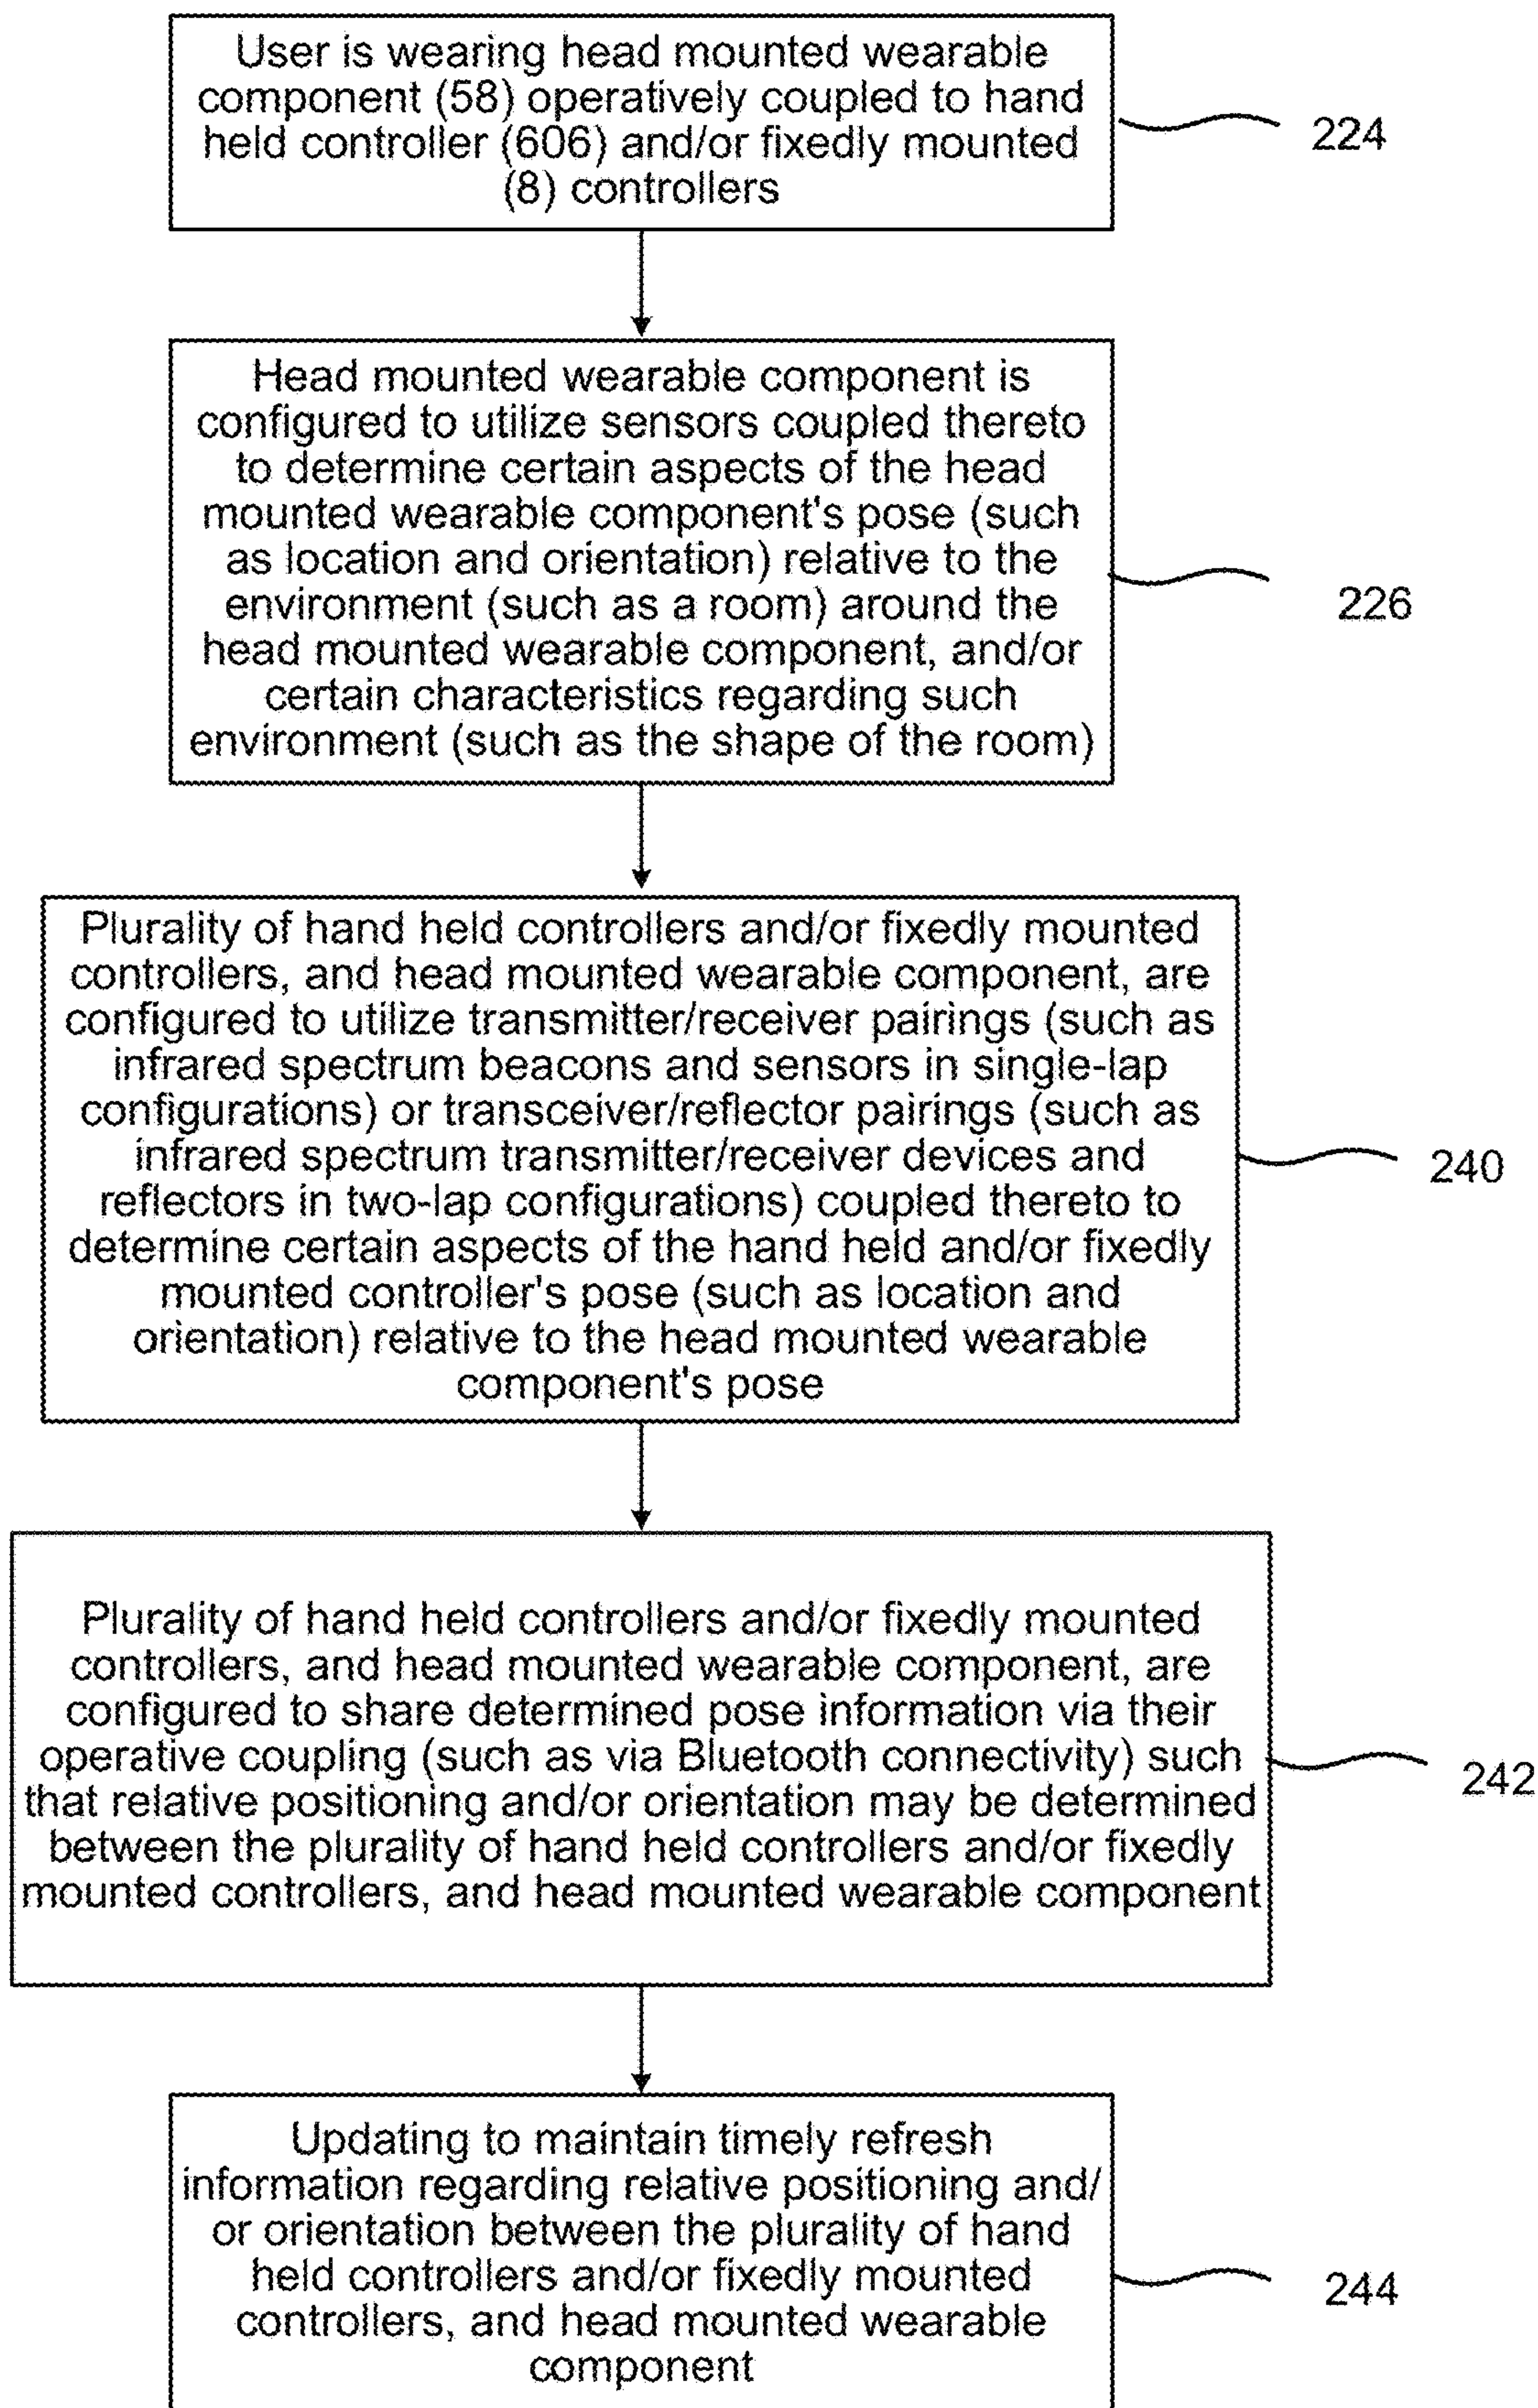 User is wearing head mounted wearable
component (58) operatively coupled to hand
held controller (606) and/or fixedly mounted
(8) controllers
224
Head mounted wearable component is
configured to utilize sensors coupled thereto
to determine certain aspects of the head
mounted wearable component's pose (such
as location and orientation) relative to the
environment (such as a room) around the
head mounted wearable component, and/or
certain characteristics regarding such
environment (such as the shape of the room)
226
Plurality of hand held controllers and/or fixedly mounted
controllers, and head mounted wearable component, are
configured to utilize transmitter/receiver pairings (such as
infrared spectrum beacons and sensors in single-lap
configurations) or transceiver/reflector pairings (such as
infrared spectrum transmitter/receiver devices and
reflectors in two-lap configurations) coupled thereto to
determine certain aspects of the hand held and/or fixedly
mounted controller's pose (such as location and
orientation) relative to the head mounted wearable
component's pose
240
Plurality of hand held controllers and/or fixedly mounted
controllers, and head mounted wearable component, are
configured to share determined pose information via their
operative coupling (such as via Bluetooth connectivity) such
that relative positioning and/or orientation may be determined
between the plurality of hand held controllers and/or fixedly
mounted controllers, and head mounted wearable component
242
Updating to maintain timely refresh
information regarding relative positioning and/
or orientation between the plurality of hand
held controllers and/or fixedly mounted
controllers, and head mounted wearable
component
244